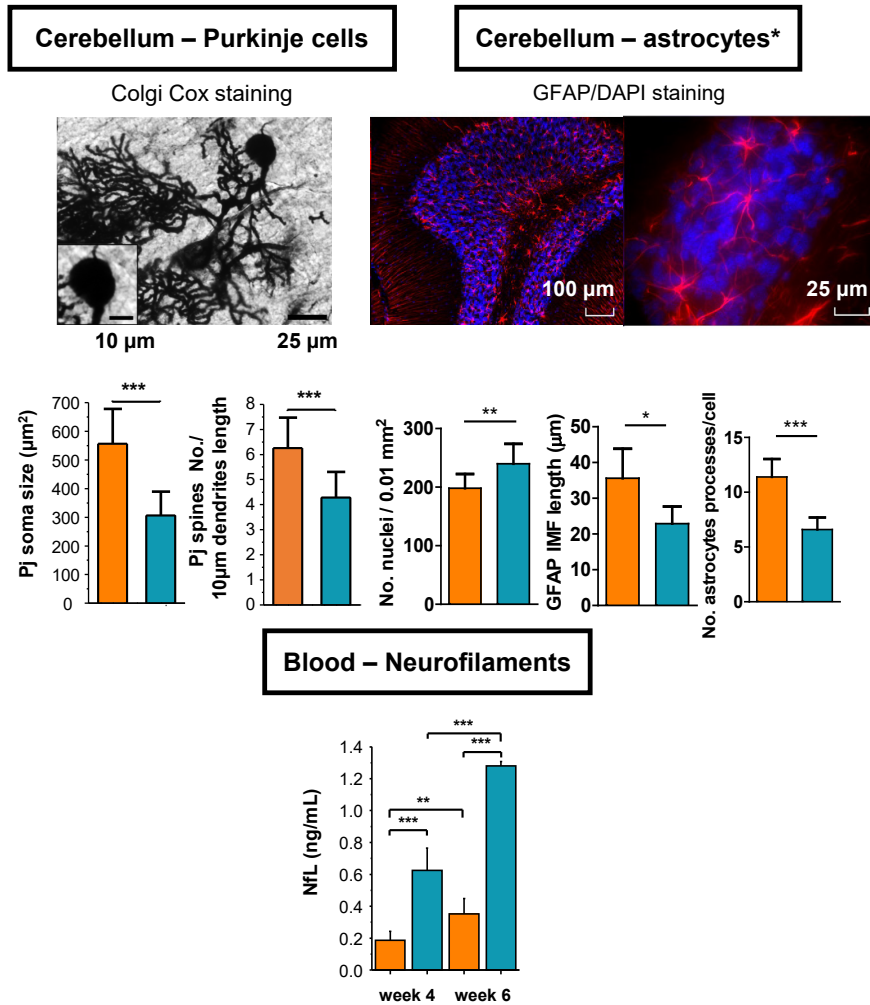 Cerebellum – Purkinje cells
Cerebellum – astrocytes*
Colgi Cox staining
GFAP/DAPI staining
100 µm
25 µm
10 µm
25 µm
Pj soma size (µm²)
700
600
500
400
300
200
100
0
***
Pj spines No./
10µm dendrites length
8
7
6
5
4
3
2
1
0
***
No. nuclei / 0.01 mm²
300
200
100
0
**
GFAP IMF length (µm)
50
40
30
20
10
0
*
No. astrocytes processes/cell
15
10
5
0
***
Blood – Neurofilaments
NfL (ng/mL)
1.4
1.2
1.0
0.8
0.6
0.4
0.2
0.0
***
***
**
***
week 4
week 6